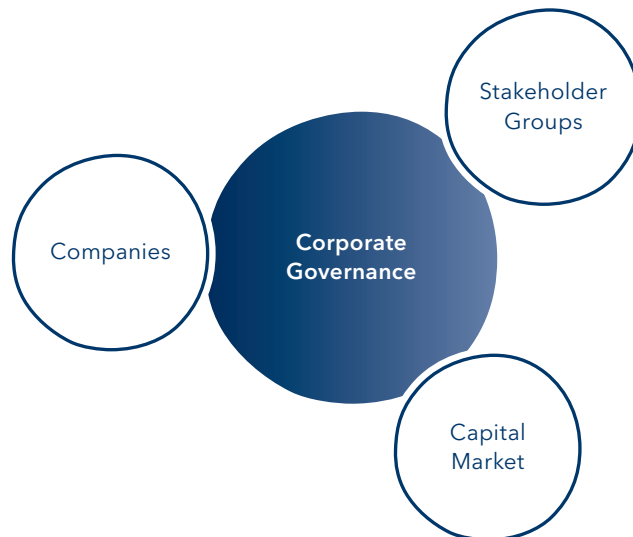 Stakeholder
Groups
Companies
Corporate
Governance
Capital
Market